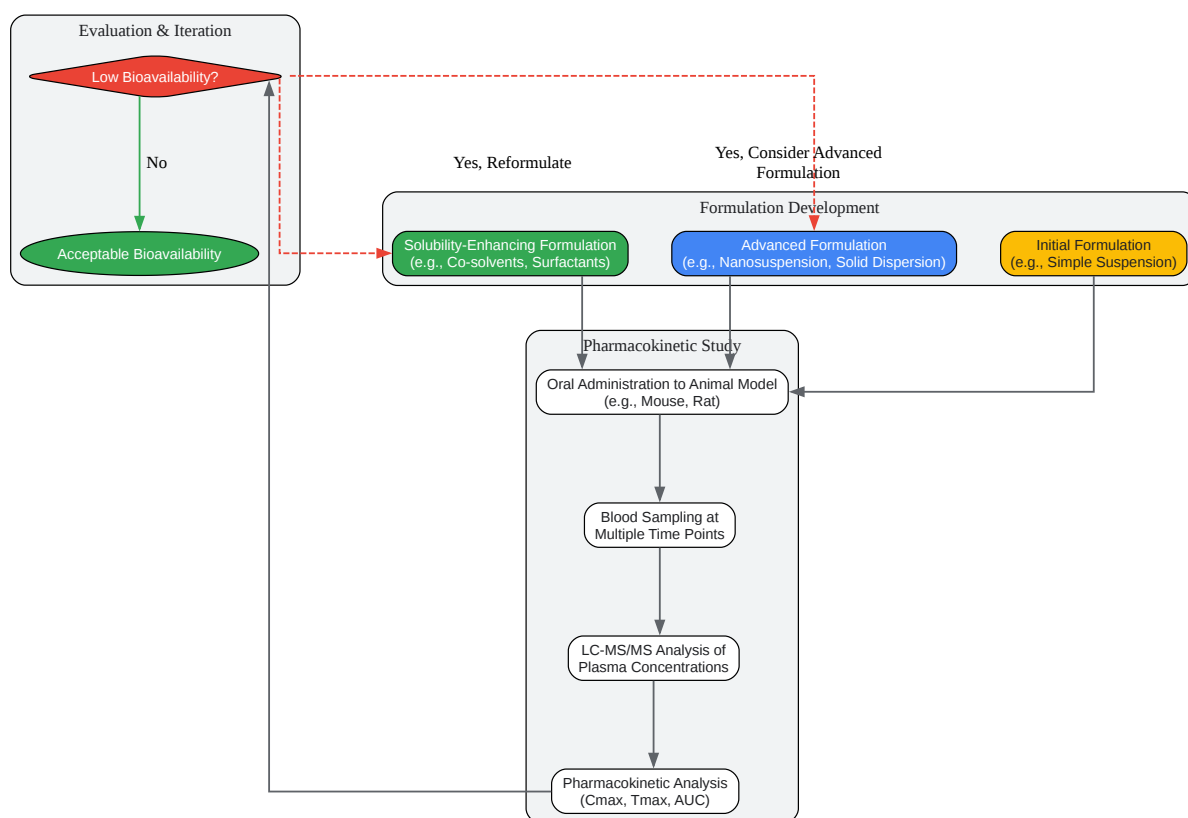 Evaluation & Iteration
Low Bioavailability?
No
Acceptable Bioavailability
Yes, Reformulate
Yes, Consider Advanced
Formulation
Formulation Development
Solubility-Enhancing Formulation
(e.g., Co-solvents, Surfactants)
Advanced Formulation
(e.g., Nanosuspension, Solid Dispersion)
Initial Formulation
(e.g., Simple Suspension)
Pharmacokinetic Study
Oral Administration to Animal Model
(e.g., Mouse, Rat)
Blood Sampling at
Multiple Time Points
LC-MS/MS Analysis of
Plasma Concentrations
Pharmacokinetic Analysis
(Cmax, Tmax, AUC)